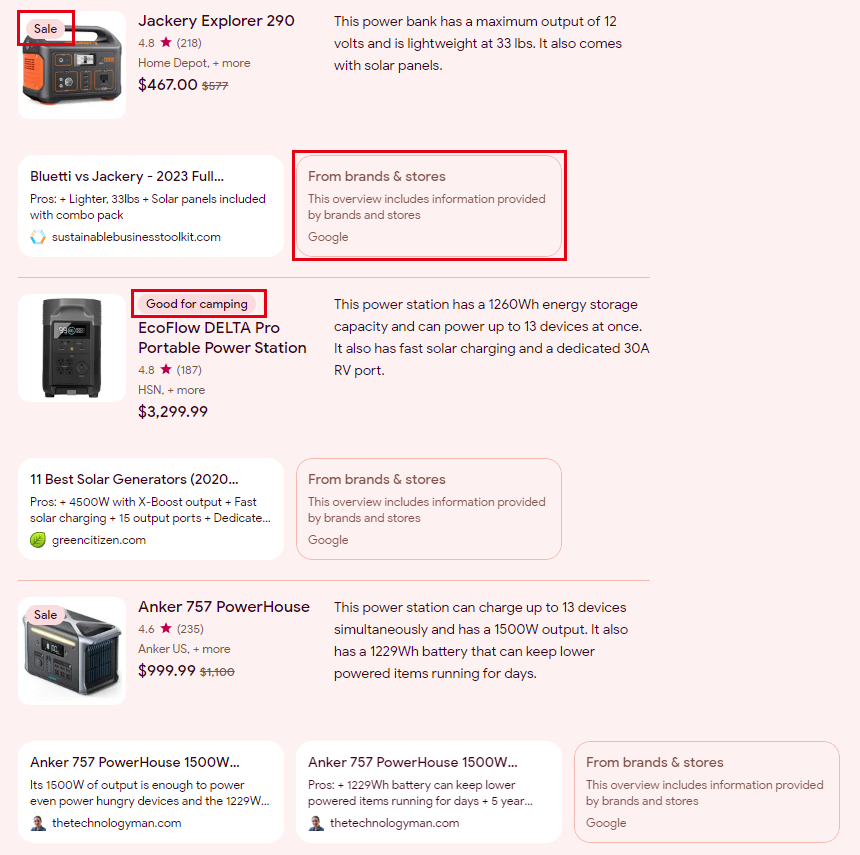 Sale
Jackery Explorer 290
4.8 ★ (218)
Home Depot, + more
$467.00 $577
This power bank has a maximum output of 12
volts and is lightweight at 33 lbs. It also comes
with solar panels.
Bluetti vs Jackery - 2023 Full...
Pros: + Lighter, 33lbs + Solar panels included
with combo pack
sustainablebusinesstoolkit.com
From brands & stores
This overview includes information provided
by brands and stores
Google
Good for camping
EcoFlow DELTA Pro
Portable Power Station
4.8 ★ (187)
HSN, + more
$3,299.99
This power station has a 1260Wh energy storage
capacity and can power up to 13 devices at once.
It also has fast solar charging and a dedicated 30A
RV port.
11 Best Solar Generators (2020...
Pros: + 4500W with X-Boost output + Fast
solar charging + 15 output ports + Dedicate...
greencitizen.com
From brands & stores
This overview includes information provided
by brands and stores
Google
Sale
Anker 757 PowerHouse
4.6 ★ (235)
Anker US, + more
$999.99 $1,100
This power station can charge up to 13 devices
simultaneously and has a 1500W output. It also
has a 1229Wh battery that can keep lower
powered items running for days.
Anker 757 PowerHouse 1500W...
Its 1500W of output is enough to power
even power hungry devices and the 1229W...
thetechnologyman.com
Anker 757 PowerHouse 1500W...
Pros: + 1229Wh battery can keep lower
powered items running for days + 5 year...
thetechnologyman.com
From brands & stores
This overview includes information provided
by brands and stores
Google